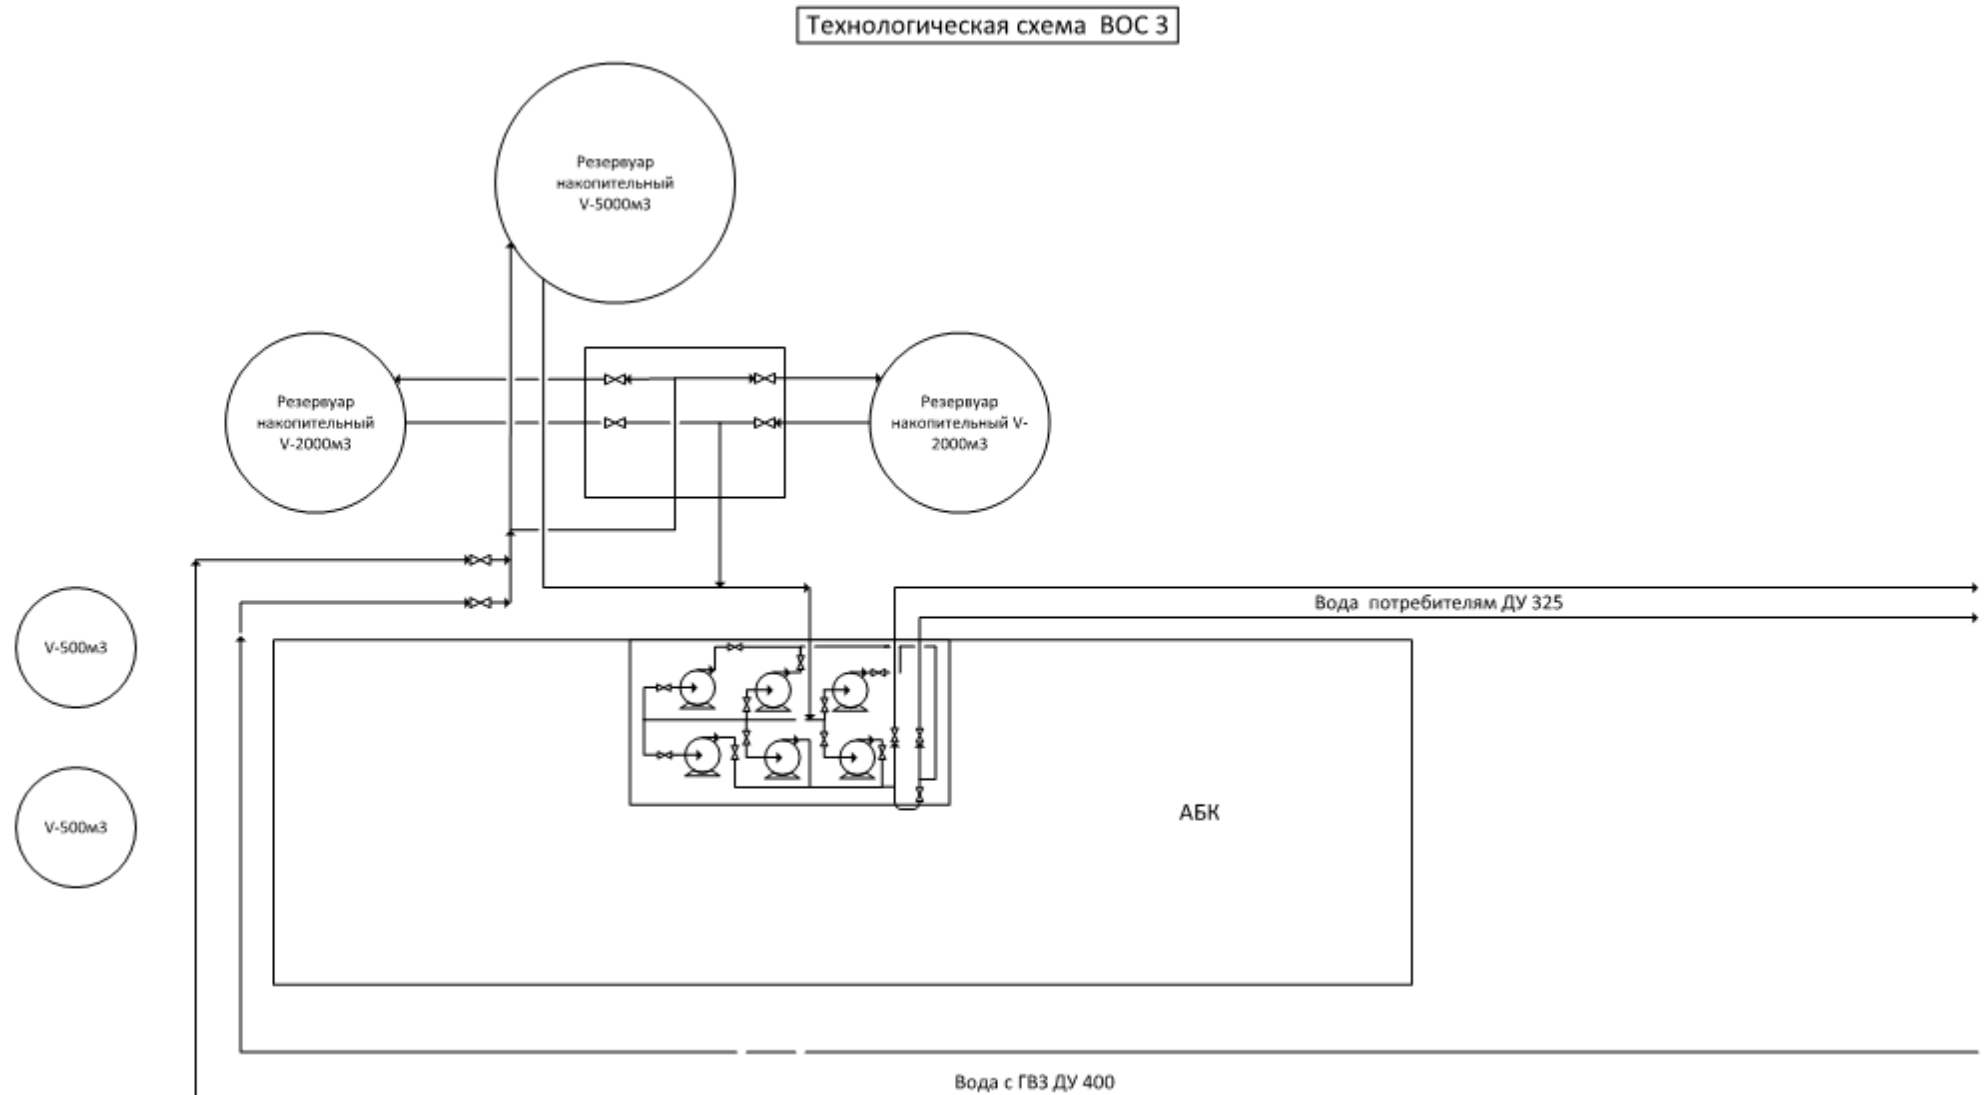 Технологическая схема ВОС 3
Резервуар
накопительный
V-5000м3
Резервуар
накопительный
V-2000м3
Резервуар
накопительный V-
2000м3
Вода потребителям ДУ 325
V-500м3
V-500м3
АБК
Вода с ГВЗ ДУ 400